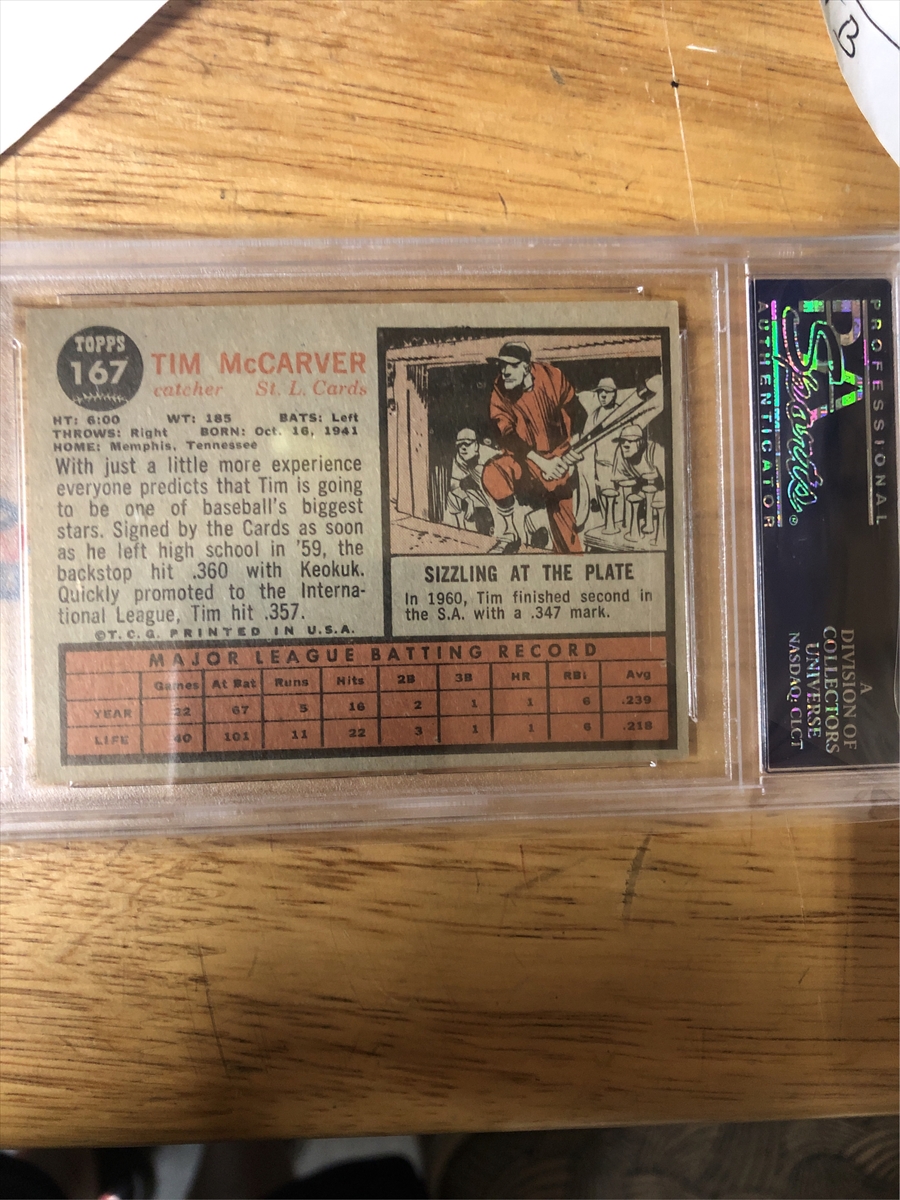 B
TOPPS
167
TIM McCARVER
catcher St. L. Cards
HT: 6:00 WT: 185 BATS: Left
THROWS: Right BORN: Oct. 16, 1941
HOME: Memphis, Tennessee
With just a little more experience
everyone predicts that Tim is going
to be one of baseball's biggest
stars. Signed by the Cards as soon
as he left high school in '59, the
backstop hit .360 with Keokuk.
Quickly promoted to the Interna-
tional League, Tim hit .357.
©T.C.G. PRINTED IN U.S.A.
SIZZLING AT THE PLATE
In 1960, Tim finished second in
the S.A. with a .347 mark.
MAJOR LEAGUE BATTING RECORD
Games At Bat Runs Hits 2B 3B HR RBI Avg
YEAR 22 67 5 16 2 1 1 6 .239
LIFE 40 101 11 22 3 1 1 6 .218
PROFESSIONAL
PSA
Sports
AUTHENTICATOR
A
DIVISION OF
COLLECTORS
UNIVERSE
NASDAQ: CLCT